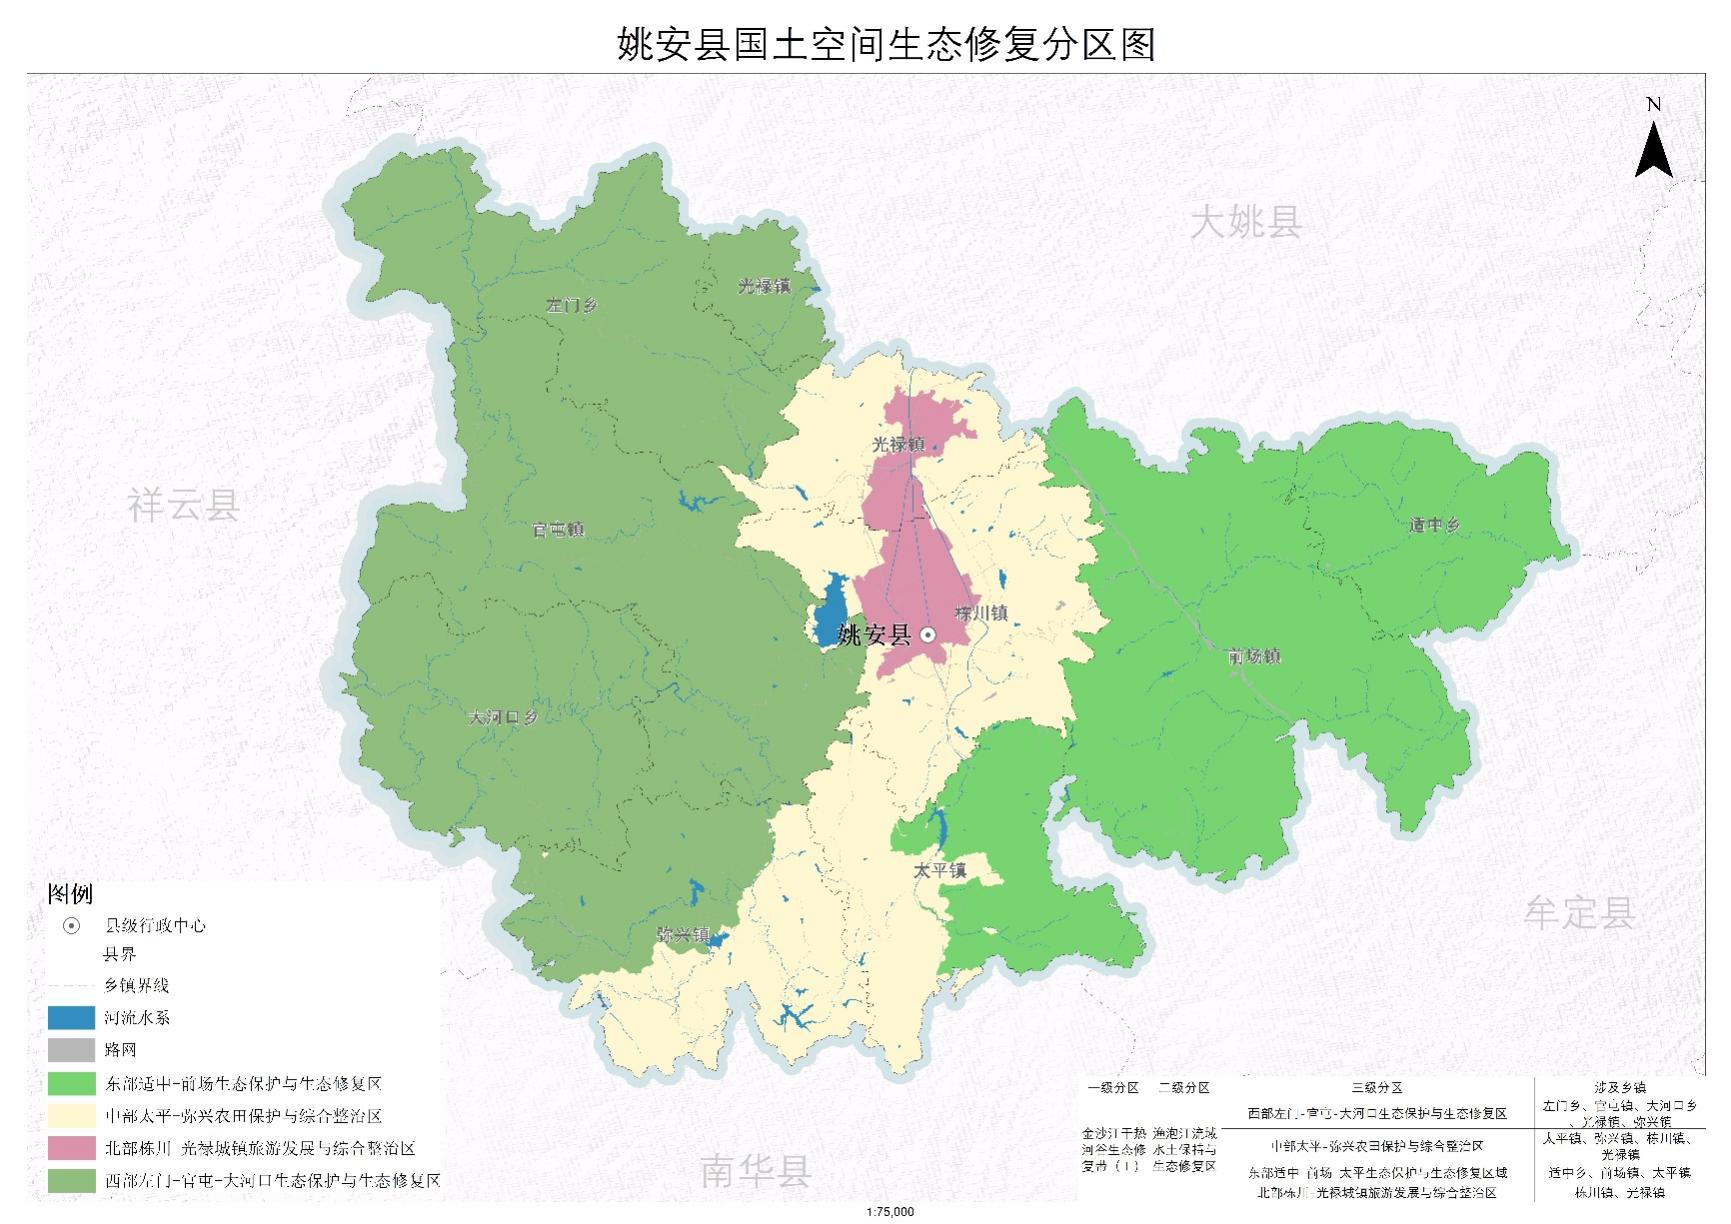 姚安县国土空间生态修复分区图
N
大姚县
光禄镇
左门乡
光禄镇
祥云县
官屯镇
适中乡
栋川镇
姚安县
前场镇
大河口乡
太平镇
弥兴镇
牟定县
南华县
图例
县级行政中心
县界
乡镇界线
河流水系
路网
东部适中-前场生态保护与生态修复区
中部太平-弥兴农田保护与综合整治区
北部栋川-光禄城镇旅游发展与综合整治区
西部左门-官屯-大河口生态保护与生态修复区
一级分区 二级分区 三级分区 涉及乡镇
金沙江干热
河谷生态修
复带（I）
渔泡江流域
水土保持与
生态修复区
西部左门-官屯-大河口生态保护与生态修复区
左门乡、官屯镇、大河口乡
、光禄镇、弥兴镇
中部太平-弥兴农田保护与综合整治区
太平镇、弥兴镇、栋川镇、
光禄镇
东部适中-前场-太平生态保护与生态修复区域
适中乡、前场镇、太平镇
北部栋川-光禄城镇旅游发展与综合整治区
栋川镇、光禄镇
1:75,000